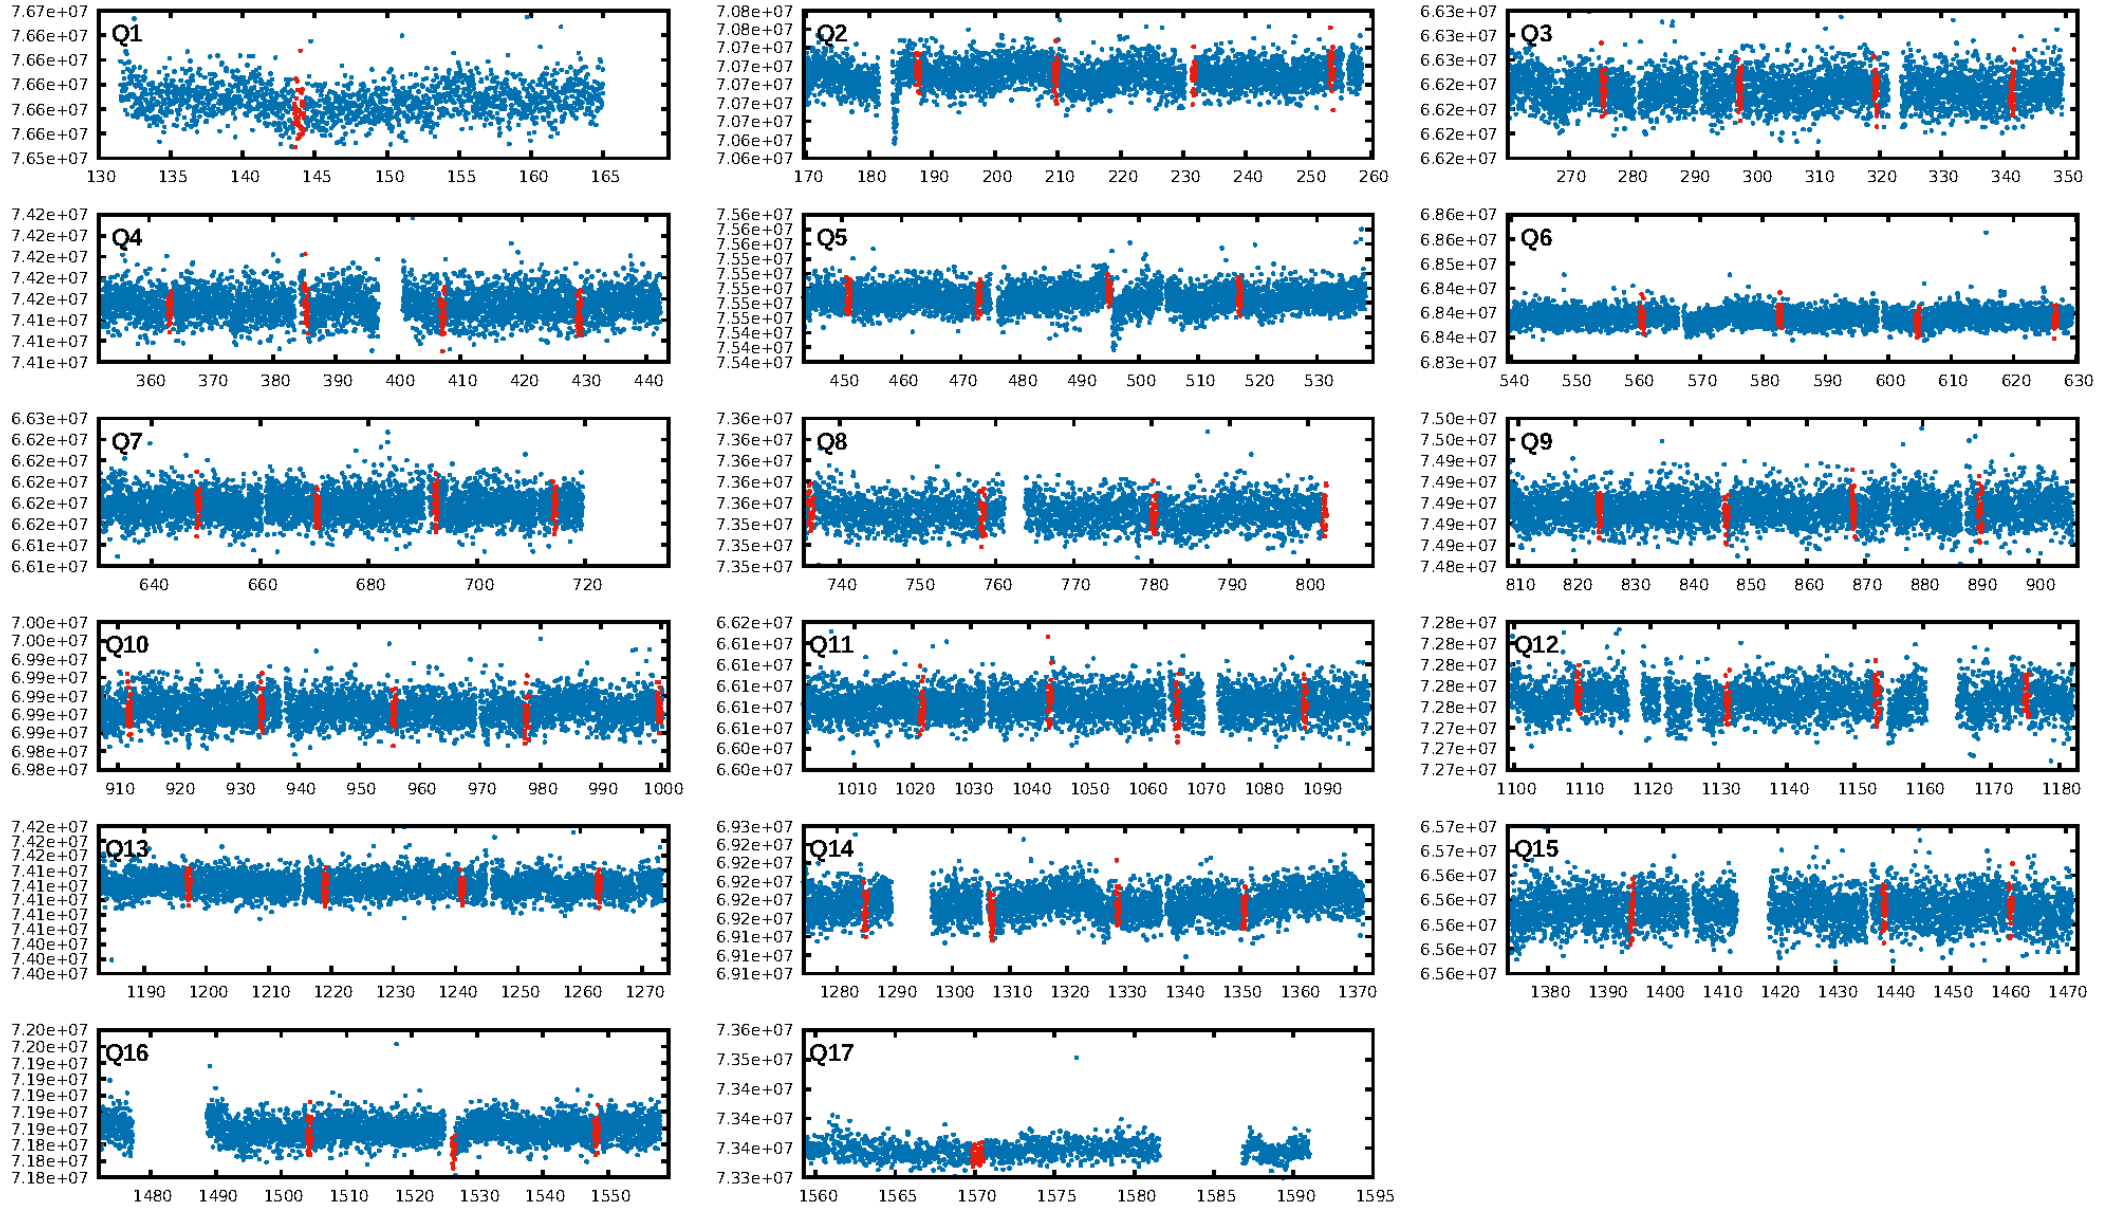 Q1
7.67e+07
7.66e+07
7.66e+07
7.66e+07
7.66e+07
7.66e+07
7.65e+07
130 135 140 145 150 155 160 165
Q2
7.08e+07
7.08e+07
7.07e+07
7.07e+07
7.07e+07
7.07e+07
7.07e+07
7.06e+07
7.06e+07
170 180 190 200 210 220 230 240 250 260
Q3
6.63e+07
6.63e+07
6.63e+07
6.62e+07
6.62e+07
6.62e+07
6.62e+07
270 280 290 300 310 320 330 340 350
Q4
7.42e+07
7.42e+07
7.42e+07
7.42e+07
7.42e+07
7.41e+07
7.41e+07
7.41e+07
360 370 380 390 400 410 420 430 440
Q5
7.56e+07
7.56e+07
7.56e+07
7.55e+07
7.55e+07
7.55e+07
7.55e+07
7.55e+07
7.54e+07
7.54e+07
7.54e+07
450 460 470 480 490 500 510 520 530
Q6
6.86e+07
6.86e+07
6.85e+07
6.84e+07
6.84e+07
6.84e+07
6.83e+07
540 550 560 570 580 590 600 610 620 630
Q7
6.63e+07
6.62e+07
6.62e+07
6.62e+07
6.62e+07
6.62e+07
6.61e+07
6.61e+07
640 660 680 700 720
Q8
7.36e+07
7.36e+07
7.36e+07
7.36e+07
7.36e+07
7.35e+07
7.35e+07
7.35e+07
740 750 760 770 780 790 800
Q9
7.50e+07
7.50e+07
7.49e+07
7.49e+07
7.49e+07
7.49e+07
7.49e+07
7.48e+07
810 820 830 840 850 860 870 880 890 900
Q10
7.00e+07
7.00e+07
6.99e+07
6.99e+07
6.99e+07
6.99e+07
6.99e+07
6.98e+07
6.98e+07
910 920 930 940 950 960 970 980 990 1000
Q11
6.62e+07
6.61e+07
6.61e+07
6.61e+07
6.61e+07
6.61e+07
6.60e+07
6.60e+07
1010 1020 1030 1040 1050 1060 1070 1080 1090
Q12
7.28e+07
7.28e+07
7.28e+07
7.28e+07
7.28e+07
7.27e+07
7.27e+07
7.27e+07
1100 1110 1120 1130 1140 1150 1160 1170 1180
Q13
7.42e+07
7.42e+07
7.41e+07
7.41e+07
7.41e+07
7.41e+07
7.41e+07
7.40e+07
7.40e+07
7.40e+07
1190 1200 1210 1220 1230 1240 1250 1260 1270
Q14
6.93e+07
6.92e+07
6.92e+07
6.92e+07
6.92e+07
6.92e+07
6.91e+07
6.91e+07
6.91e+07
1280 1290 1300 1310 1320 1330 1340 1350 1360 1370
Q15
6.57e+07
6.57e+07
6.56e+07
6.56e+07
6.56e+07
6.56e+07
6.56e+07
1380 1390 1400 1410 1420 1430 1440 1450 1460 1470
Q16
7.20e+07
7.20e+07
7.19e+07
7.19e+07
7.19e+07
7.19e+07
7.19e+07
7.18e+07
7.18e+07
7.18e+07
1480 1490 1500 1510 1520 1530 1540 1550
Q17
7.36e+07
7.35e+07
7.34e+07
7.34e+07
7.34e+07
7.33e+07
1560 1565 1570 1575 1580 1585 1590 1595